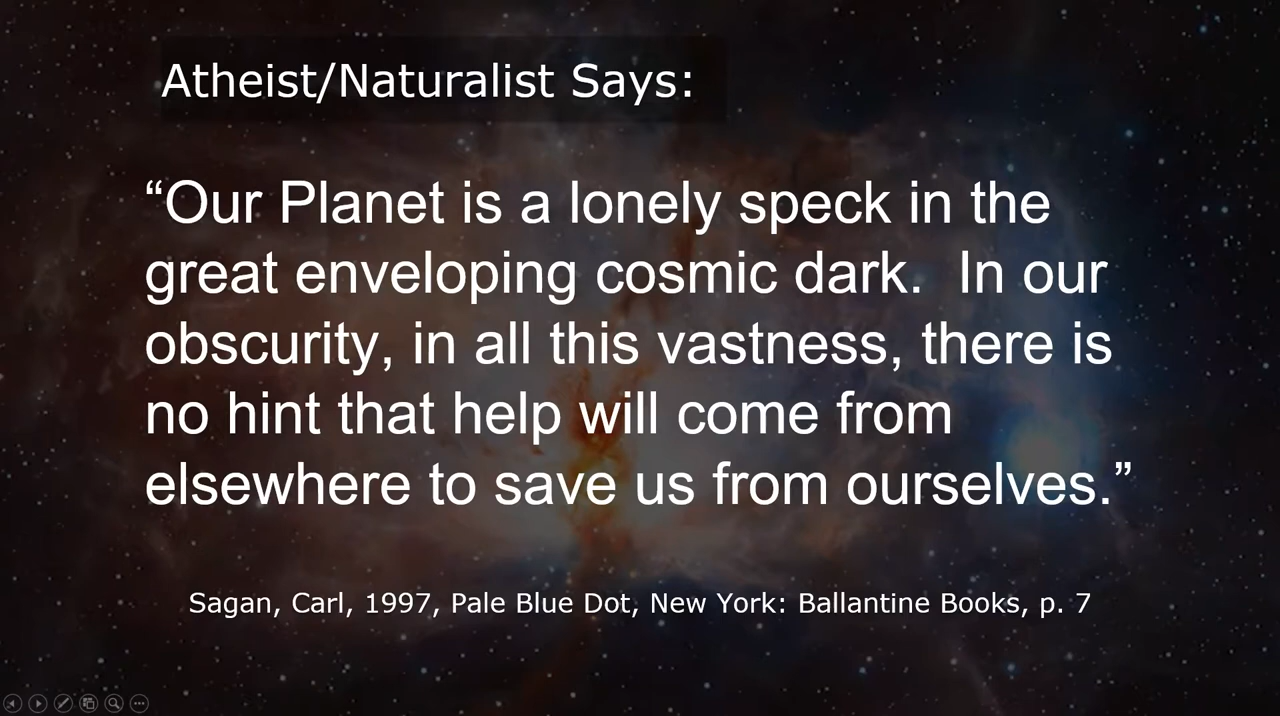 Atheist/Naturalist Says:
“Our Planet is a lonely speck in the
great enveloping cosmic dark.  In our
obscurity, in all this vastness, there is
no hint that help will come from
elsewhere to save us from ourselves.”
Sagan, Carl, 1997, Pale Blue Dot, New York: Ballantine Books, p. 7